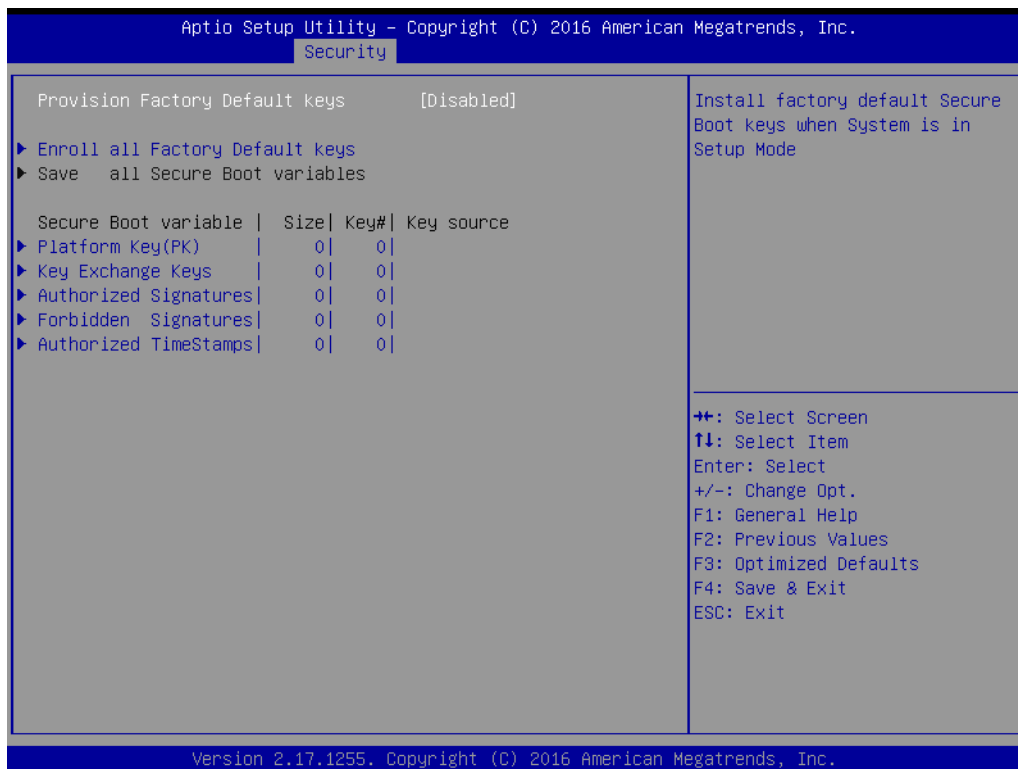 Aptio Setup Utility – Copyright (C) 2016 American Megatrends, Inc.
Security
Provision Factory Default keys [Disabled]
▶ Enroll all Factory Default keys
▶ Save all Secure Boot variables
Secure Boot variable | Size| Key#| Key source
▶ Platform Key(PK) | 0| 0|
▶ Key Exchange Keys | 0| 0|
▶ Authorized Signatures| 0| 0|
▶ Forbidden Signatures| 0| 0|
▶ Authorized TimeStamps| 0| 0|
Install factory default Secure
Boot keys when System is in
Setup Mode
→←: Select Screen
↑↓: Select Item
Enter: Select
+/-: Change Opt.
F1: General Help
F2: Previous Values
F3: Optimized Defaults
F4: Save & Exit
ESC: Exit
Version 2.17.1255. Copyright (C) 2016 American Megatrends, Inc.